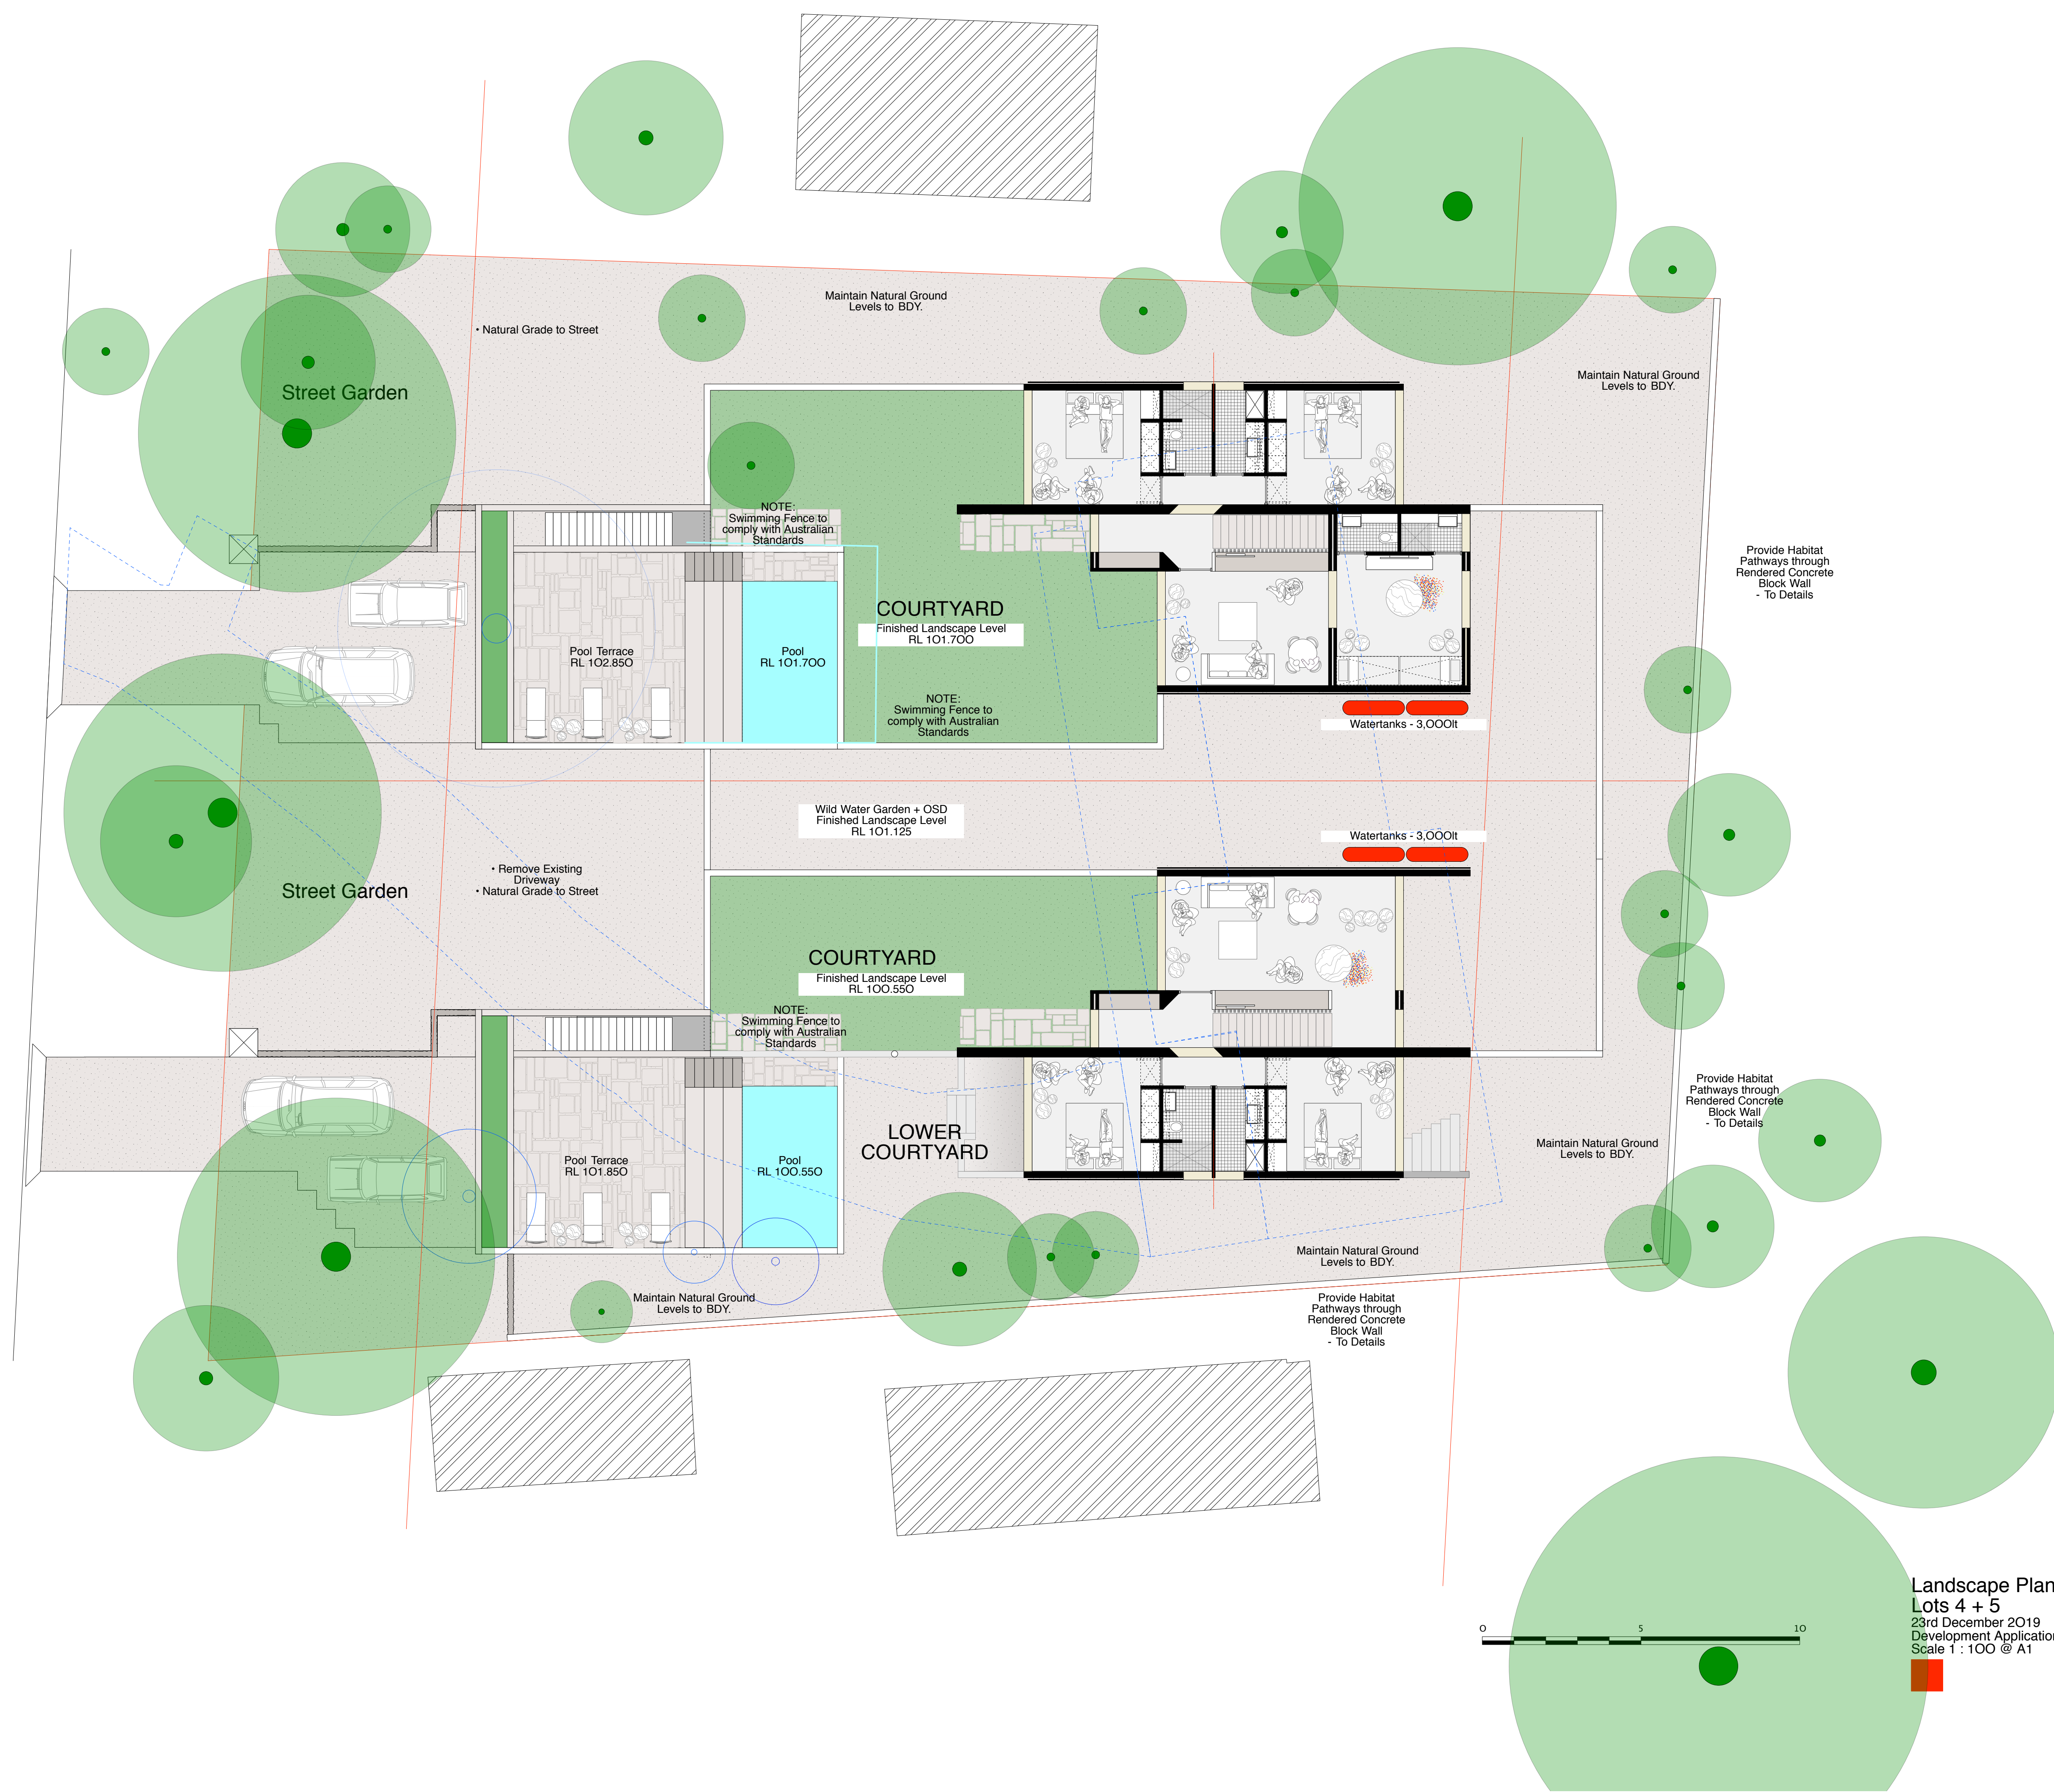 Maintain Natural Ground
Levels to BDY.
• Natural Grade to Street
Street Garden
Maintain Natural Ground
Levels to BDY.
NOTE:
Swimming Fence to
comply with Australian
Standards
Provide Habitat
Pathways through
Rendered Concrete
Block Wall
- To Details
COURTYARD
Finished Landscape Level
RL 101.700
Pool Terrace
RL 102.850
Pool
RL 101.700
NOTE:
Swimming Fence to
comply with Australian
Standards
Watertanks - 3,000lt
Wild Water Garden + OSD
Finished Landscape Level
RL 101.125
Watertanks - 3,000lt
• Remove Existing
Driveway
• Natural Grade to Street
Street Garden
COURTYARD
Finished Landscape Level
RL 100.550
NOTE:
Swimming Fence to
comply with Australian
Standards
Provide Habitat
Pathways through
Rendered Concrete
Block Wall
- To Details
LOWER
COURTYARD
Maintain Natural Ground
Levels to BDY.
Pool Terrace
RL 101.850
Pool
RL 100.550
Maintain Natural Ground
Levels to BDY.
Maintain Natural Ground
Levels to BDY.
Provide Habitat
Pathways through
Rendered Concrete
Block Wall
- To Details
Landscape Plan
Lots 4 + 5
23rd December 2019
Development Application
Scale 1 : 100 @ A1
0 5 10